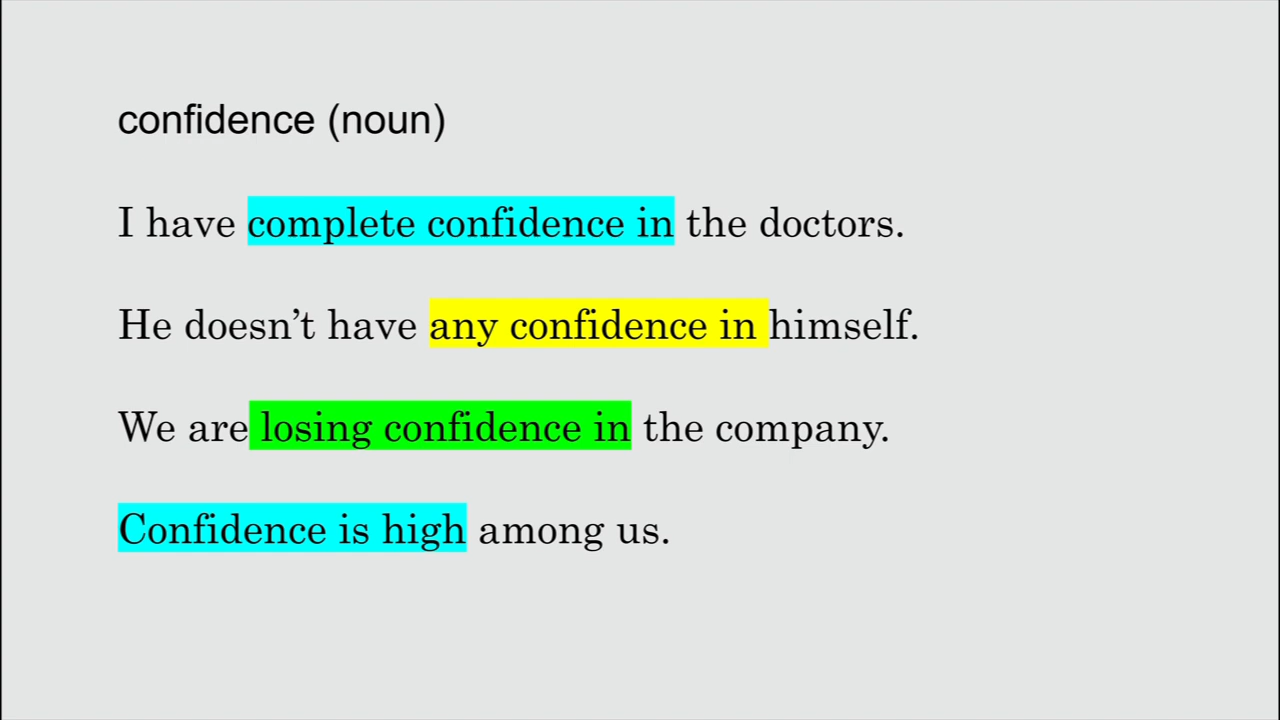 confidence (noun)
I have complete confidence in the doctors.
He doesn’t have any confidence in himself.
We are losing confidence in the company.
Confidence is high among us.